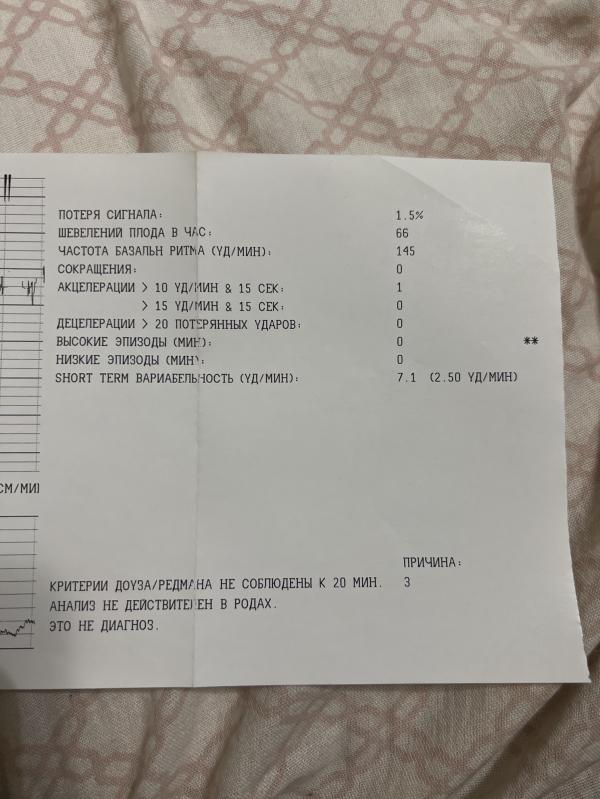 ПОТЕРЯ СИГНАЛА: 1.5%
ШЕВЕЛЕНИЙ ПЛОДА В ЧАС: 66
ЧАСТОТА БАЗАЛЬН РИТМА (УД/МИН): 145
СОКРАЩЕНИЯ: 0
АКЦЕЛЕРАЦИИ > 10 УД/МИН & 15 СЕК: 1
> 15 УД/МИН & 15 СЕК: 0
ДЕЦЕЛЕРАЦИИ > 20 ПОТЕРЯННЫХ УДАРОВ: 0
ВЫСОКИЕ ЭПИЗОДЫ (МИН): 0 **
НИЗКИЕ ЭПИЗОДЫ (МИН): 0
SHORT TERM ВАРИАБЕЛЬНОСТЬ (УД/МИН): 7.1 (2.50 УД/МИН)
СМ/МИ
ПРИЧИНА:
КРИТЕРИИ ДОУЗА/РЕДМАНА НЕ СОБЛЮДЕНЫ К 20 МИН. 3
АНАЛИЗ НЕ ДЕЙСТВИТЕЛЕН В РОДАХ.
ЭТО НЕ ДИАГНОЗ.